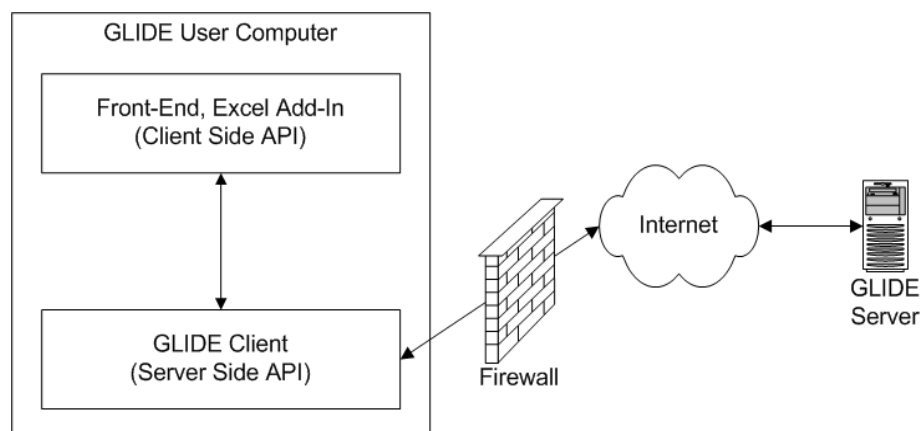 GLIDE User Computer
Front-End, Excel Add-In
(Client Side API)
GLIDE Client
(Server Side API)
Firewall
Internet
GLIDE
Server